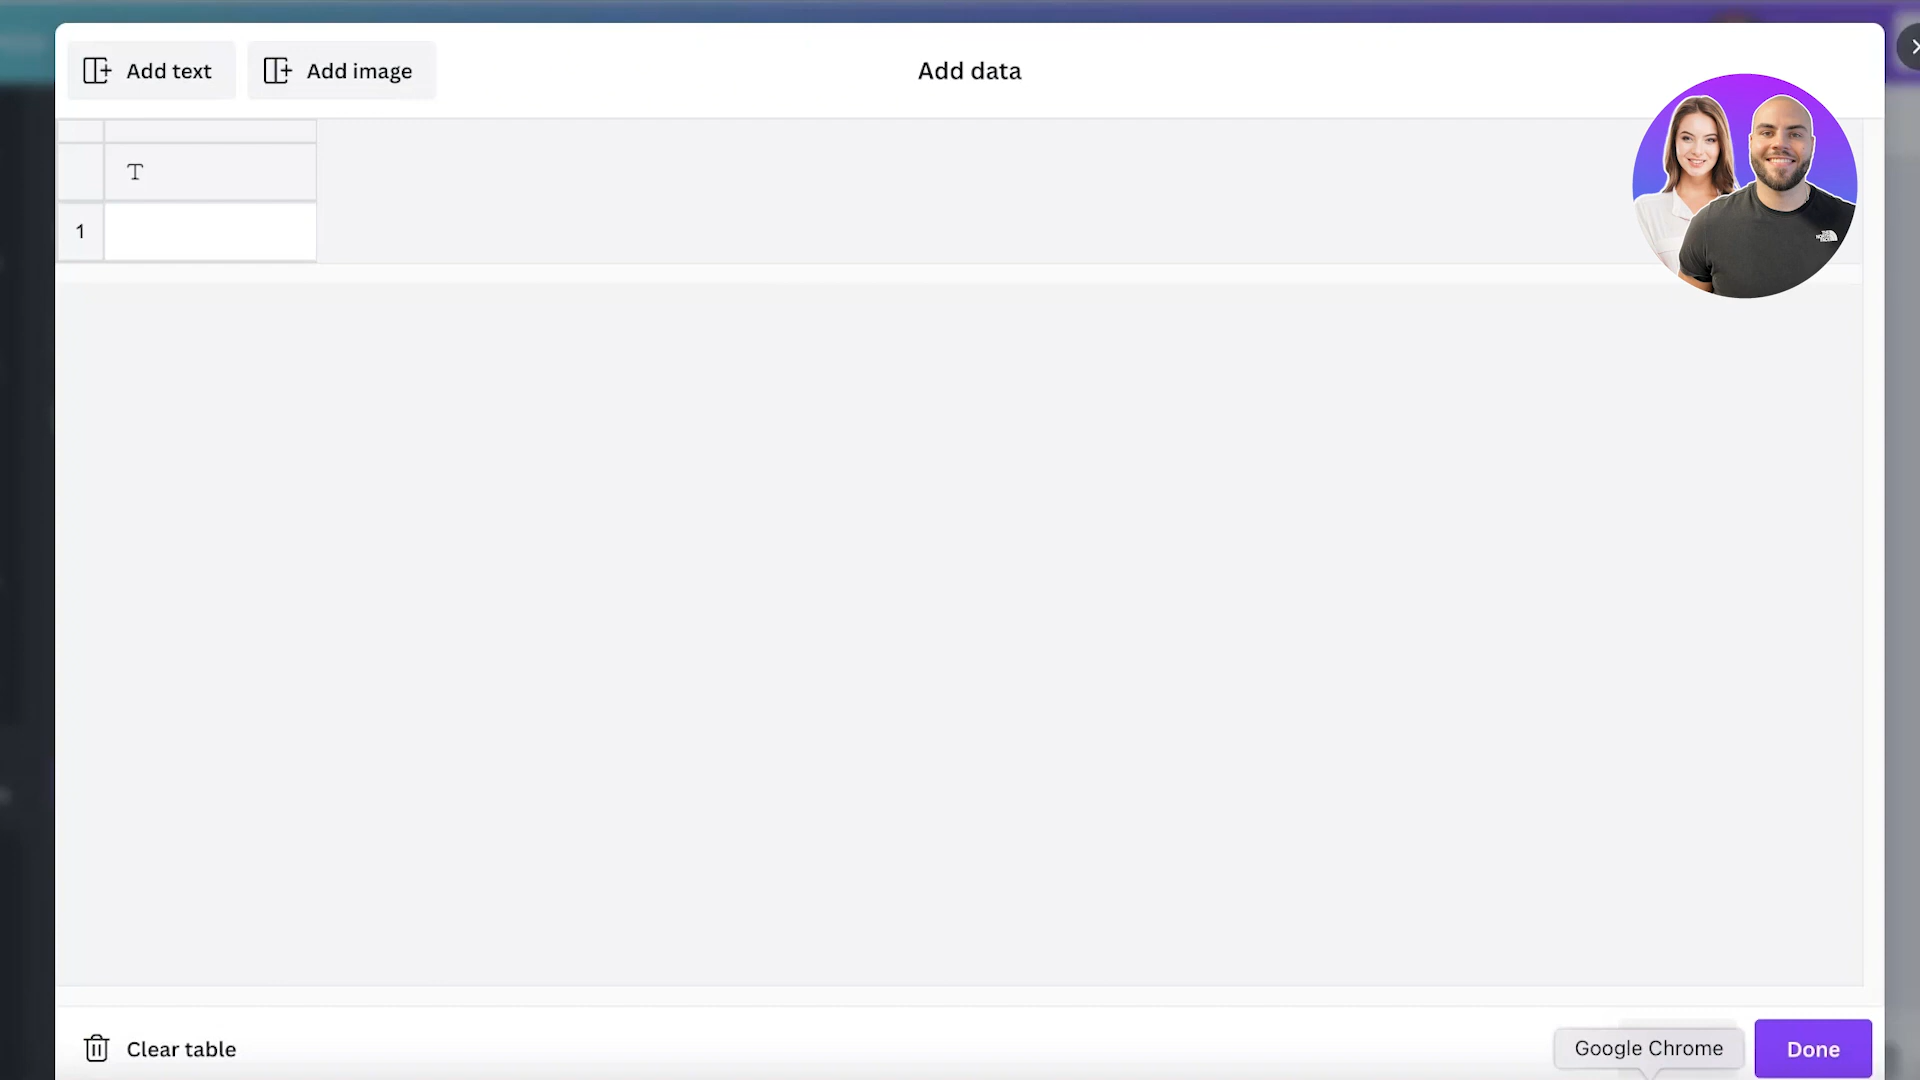 Add text
Add image
Add data
T
1
Clear table
Google Chrome
Done